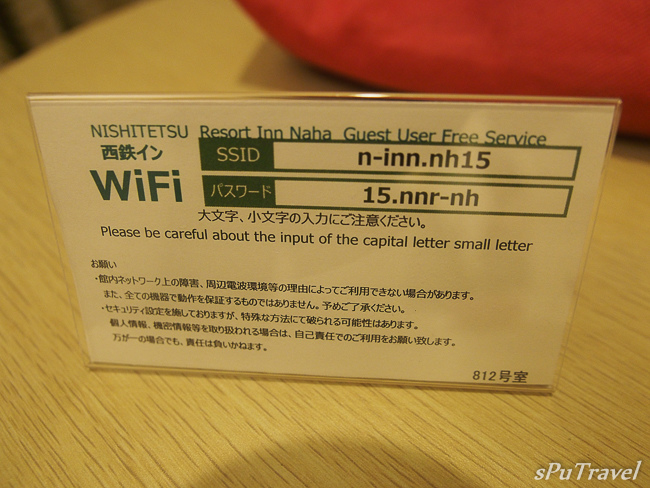 NISHITETSU Resort Inn Naha Guest User Free Service
西鉄イン
WiFi
SSID n-inn.nh15
パスワード 15.nnr-nh
大文字、小文字の入力にご注意ください。
Please be careful about the input of the capital letter small letter
お願い
・館内ネットワーク上の障害、周辺電波環境等の理由によってご利用できない場合があります。
また、全ての機器で動作を保証するものではありません。予めご了承ください。
・セキュリティ設定を施しておりますが、特殊な方法にて破られる可能性はあります。
個人情報、機密情報等を取り扱われる場合は、自己責任でのご利用をお願い致します。
万が一の場合でも、責任は負いかねます。
812号室
sPuTravel